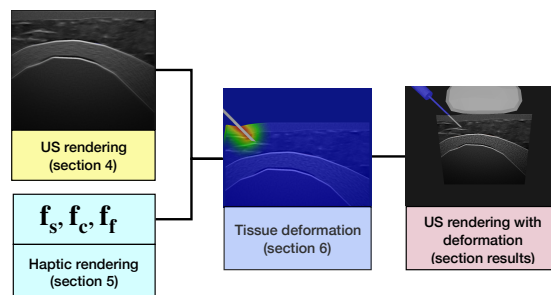 US rendering
(section 4)
f_s, f_c, f_f
Haptic rendering
(section 5)
Tissue deformation
(section 6)
US rendering with
deformation
(section results)